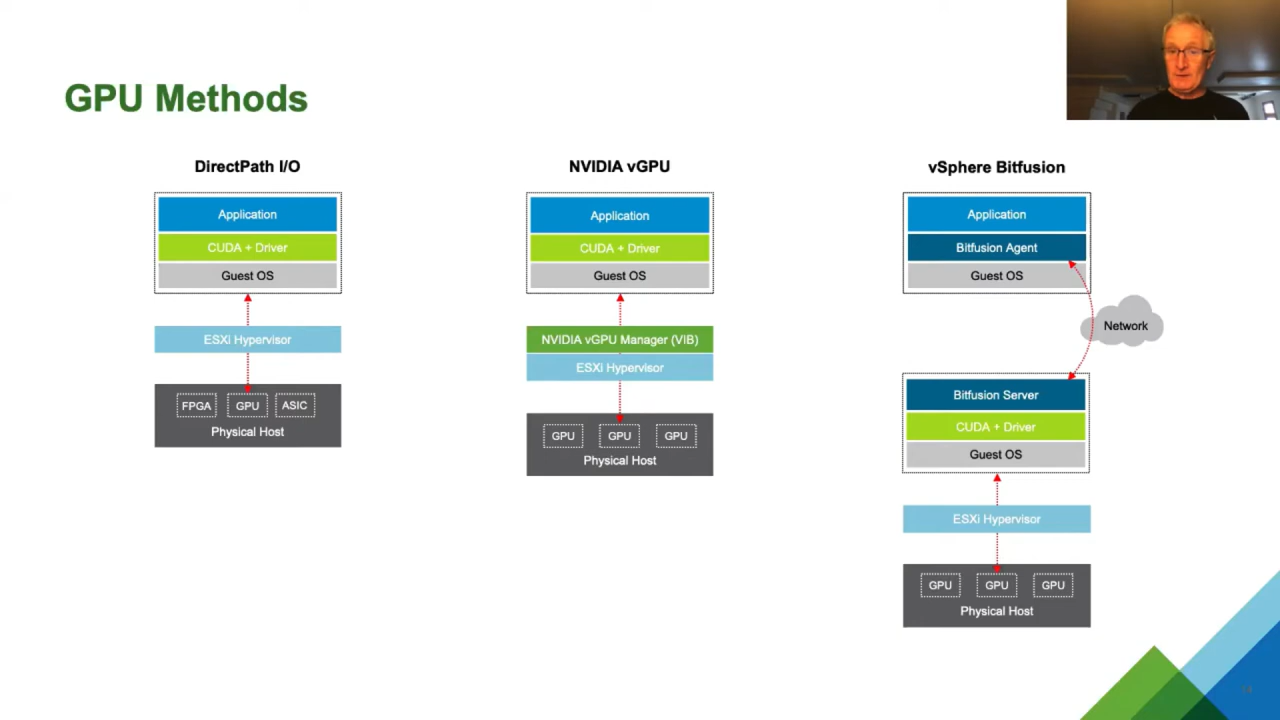 GPU Methods
DirectPath I/O
Application
CUDA + Driver
Guest OS
ESXi Hypervisor
FPGA GPU ASIC
Physical Host
NVIDIA vGPU
Application
CUDA + Driver
Guest OS
NVIDIA vGPU Manager (VIB)
ESXi Hypervisor
GPU GPU GPU
Physical Host
vSphere Bitfusion
Application
Bitfusion Agent
Guest OS
Network
Bitfusion Server
CUDA + Driver
Guest OS
ESXi Hypervisor
GPU GPU GPU
Physical Host